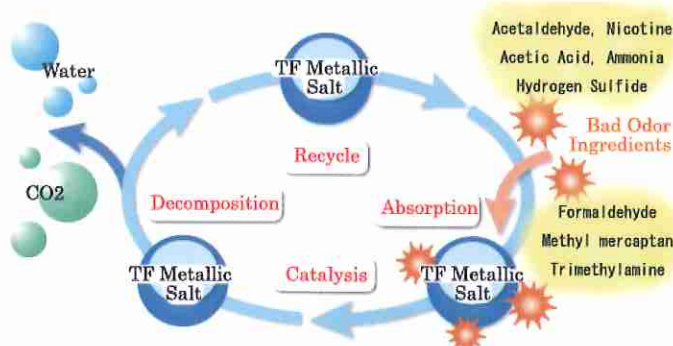 Acetaldehyde, Nicotine
Acetic Acid, Ammonia
Hydrogen Sulfide
Water
TF Metallic
Salt
Bad Odor
Ingredients
Recycle
CO2
Decomposition
Absorption
Formaldehyde
Methyl mercaptan
Trimethylamine
TF Metallic
Salt
Catalysis
TF Metallic
Salt